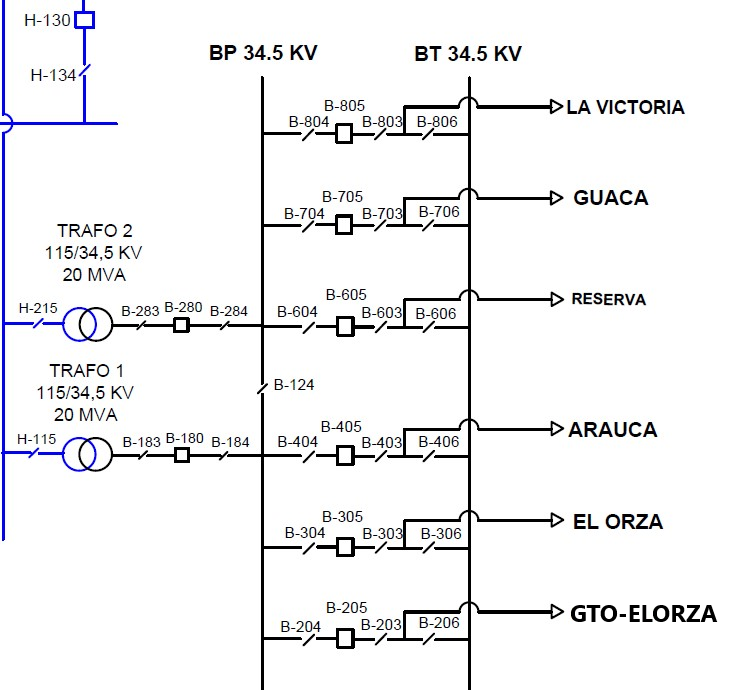 H-130
BP 34.5 KV
BT 34.5 KV
H-134
B-805
LA VICTORIA
B-804
B-803
B-806
B-705
GUACA
B-704
B-703
B-706
TRAFO 2
115/34,5 KV
20 MVA
B-605
RESERVA
H-215
B-283
B-280
B-284
B-604
B-603
B-606
TRAFO 1
115/34,5 KV
20 MVA
B-124
B-405
ARAUCA
H-115
B-183
B-180
B-184
B-404
B-403
B-406
B-305
EL ORZA
B-304
B-303
B-306
B-205
GTO-ELORZA
B-204
B-203
B-206